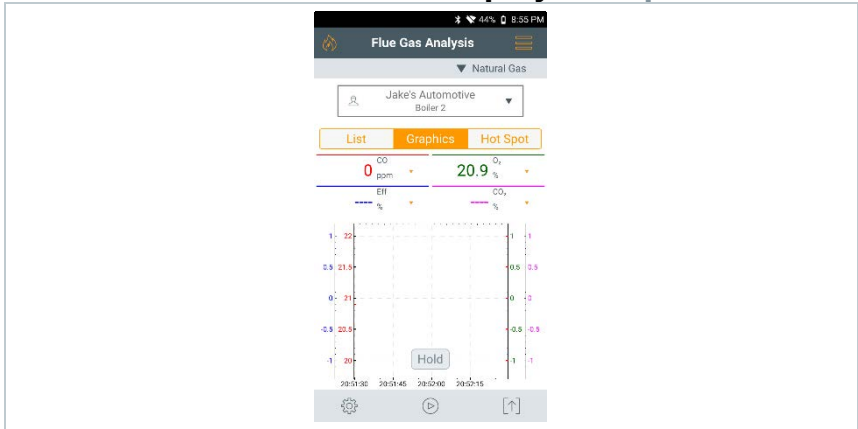 44% 8:55 PM
Flue Gas Analysis
Natural Gas
Jake's Automotive
Boiler 2
List Graphics Hot Spot
CO O₂
0 ppm 20.9 %
Eff CO₂
---- % ---- %
1 22 1 1
0.5 21.5 0.5 0.5
0 21 0 0
-0.5 20.5 -0.5 -0.5
-1 20 -1 -1
Hold
20:51:30 20:51:45 20:52:00 20:52:15